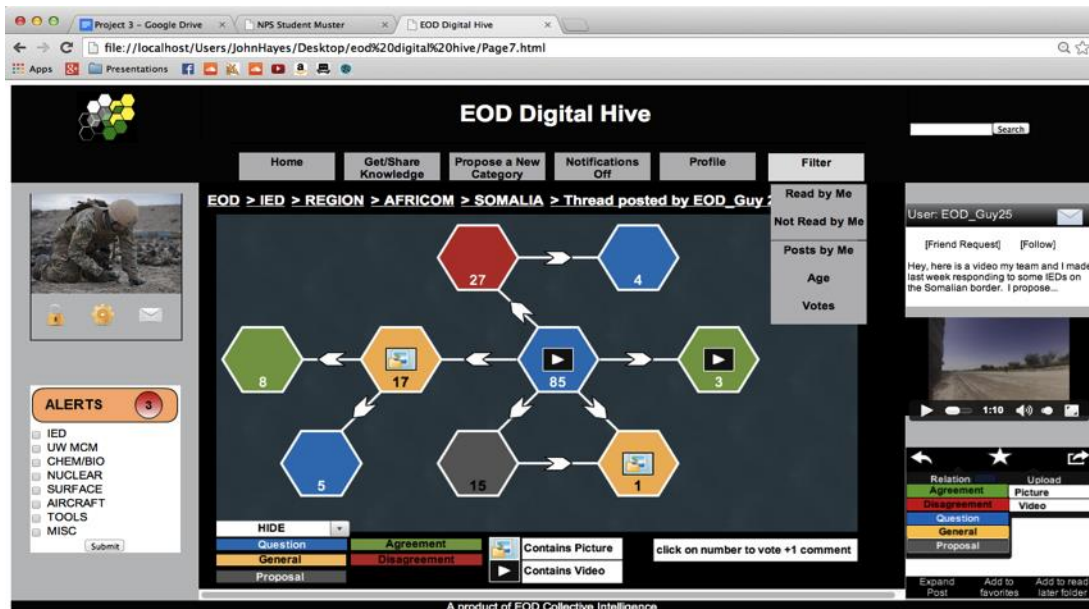 Project 3 – Google Drive
NPS Student Muster
EOD Digital Hive
file://localhost/Users/JohnHayes/Desktop/eod%20digital%20hive/Page7.html
Apps
Presentations
EOD Digital Hive
Search
Home
Get/Share Knowledge
Propose a New Category
Notifications Off
Profile
Filter
Read by Me
Not Read by Me
Posts by Me
Age
Votes
EOD > IED > REGION > AFRICOM > SOMALIA > Thread posted by EOD_Guy
27
4
8
17
85
3
5
15
1
ALERTS 3
IED
UW MCM
CHEM/BIO
NUCLEAR
SURFACE
AIRCRAFT
TOOLS
MISC
Submit
HIDE
Question
Agreement
General
Disagreement
Proposal
Contains Picture
Contains Video
click on number to vote +1 comment
User: EOD_Guy25
[Friend Request] [Follow]
Hey, here is a video my team and I made
last week responding to some IEDs on
the Somalian border. I propose...
1:10
Relation
Upload
Agreement
Picture
Disagreement
Video
Question
General
Proposal
Expand Post
Add to favorites
Add to read later folder
A product of EOD Collective Intelligence